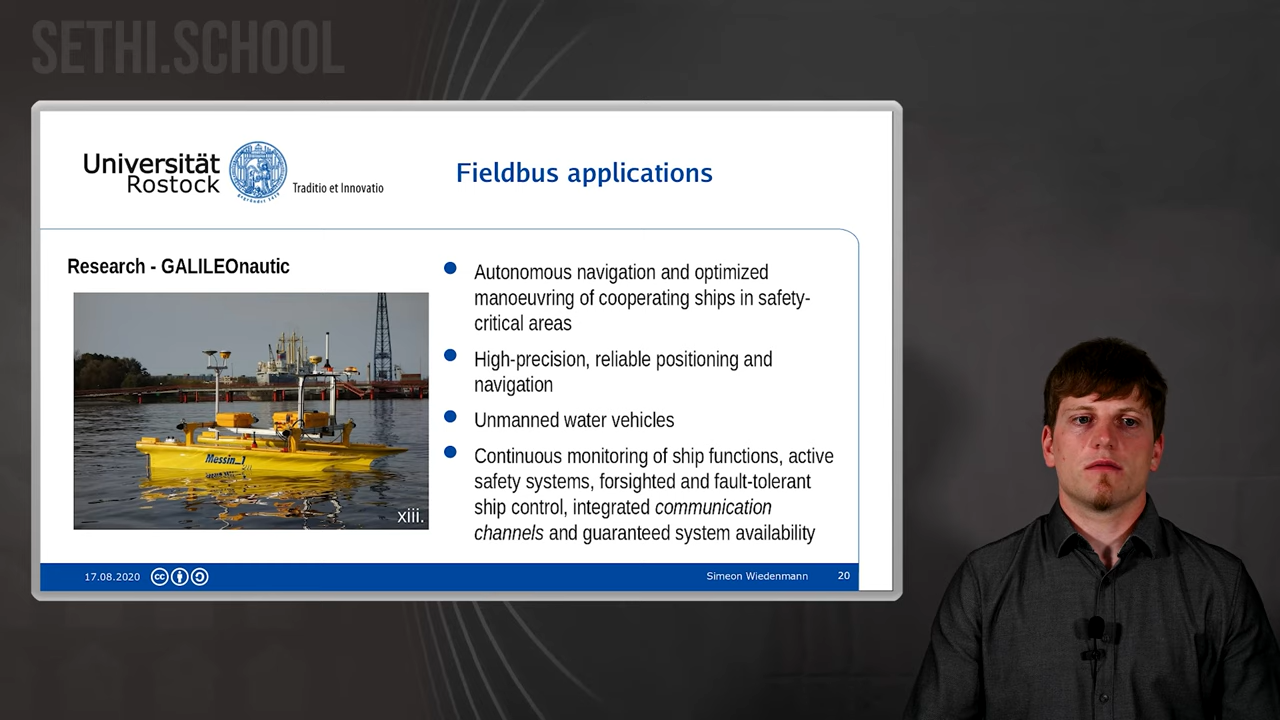 SETHI.SCHOOL
Universität
Rostock
Traditio et Innovatio
Fieldbus applications
Research - GALILEOnautic
Messin_1
xiii.
Autonomous navigation and optimized
manoeuvring of cooperating ships in safety-
critical areas
High-precision, reliable positioning and
navigation
Unmanned water vehicles
Continuous monitoring of ship functions, active
safety systems, forsighted and fault-tolerant
ship control, integrated communication
channels and guaranteed system availability
17.08.2020
cc
Simeon Wiedenmann
20